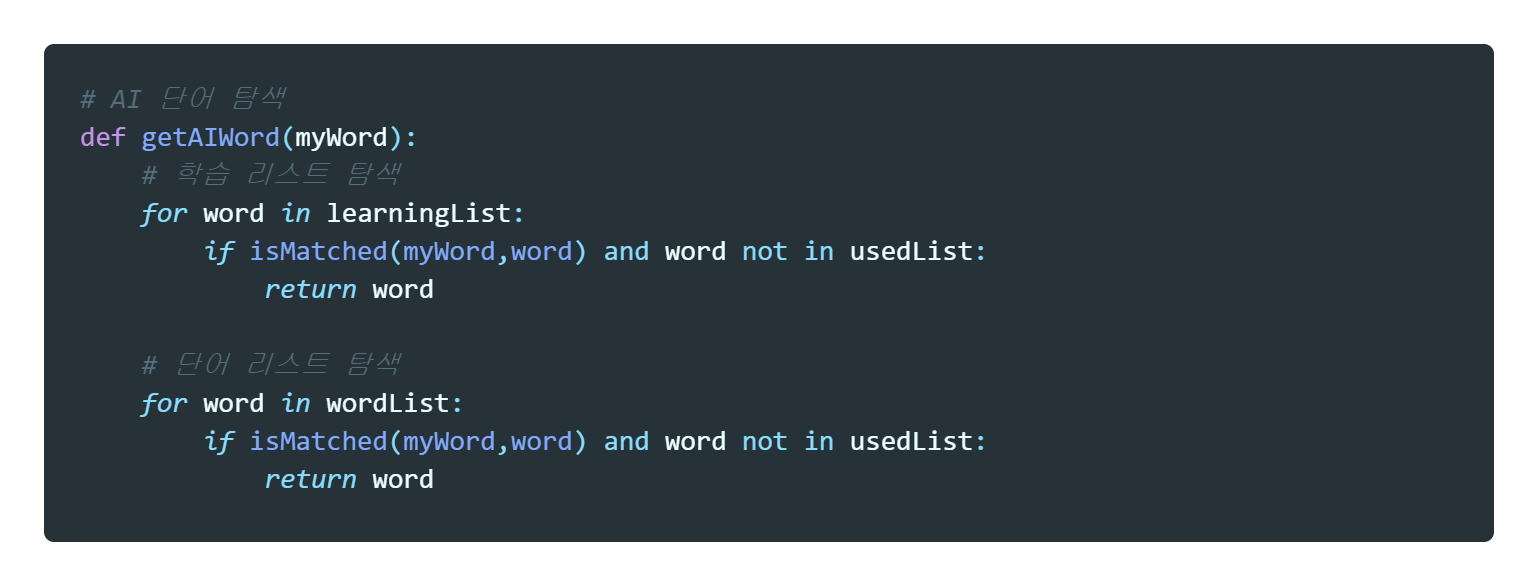 # AI 단어 탐색
def getAIWord(myWord):
    # 학습 리스트 탐색
    for word in learningList:
        if isMatched(myWord,word) and word not in usedList:
            return word
    # 단어 리스트 탐색
    for word in wordList:
        if isMatched(myWord,word) and word not in usedList:
            return word